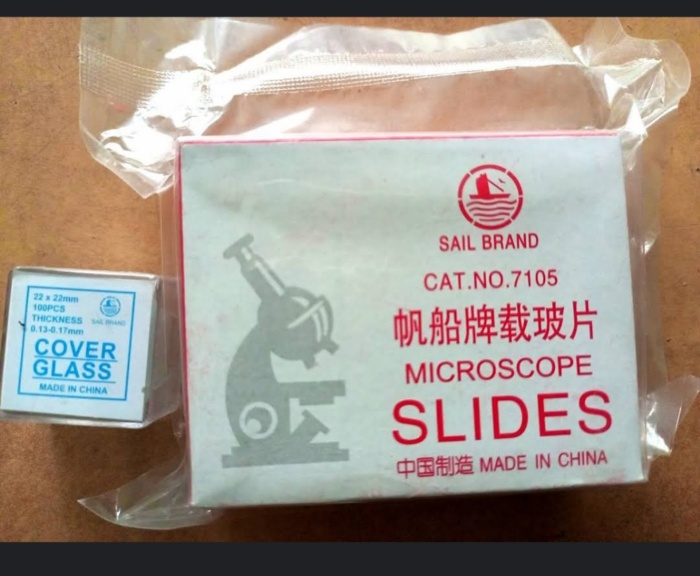 SAIL BRAND
CAT.NO.7105
帆船牌载玻片
MICROSCOPE
SLIDES
中国制造 MADE IN CHINA
22 x 22mm
100PCS
THICKNESS
0.13-0.17mm
SAIL BRAND
COVER
GLASS
MADE IN CHINA